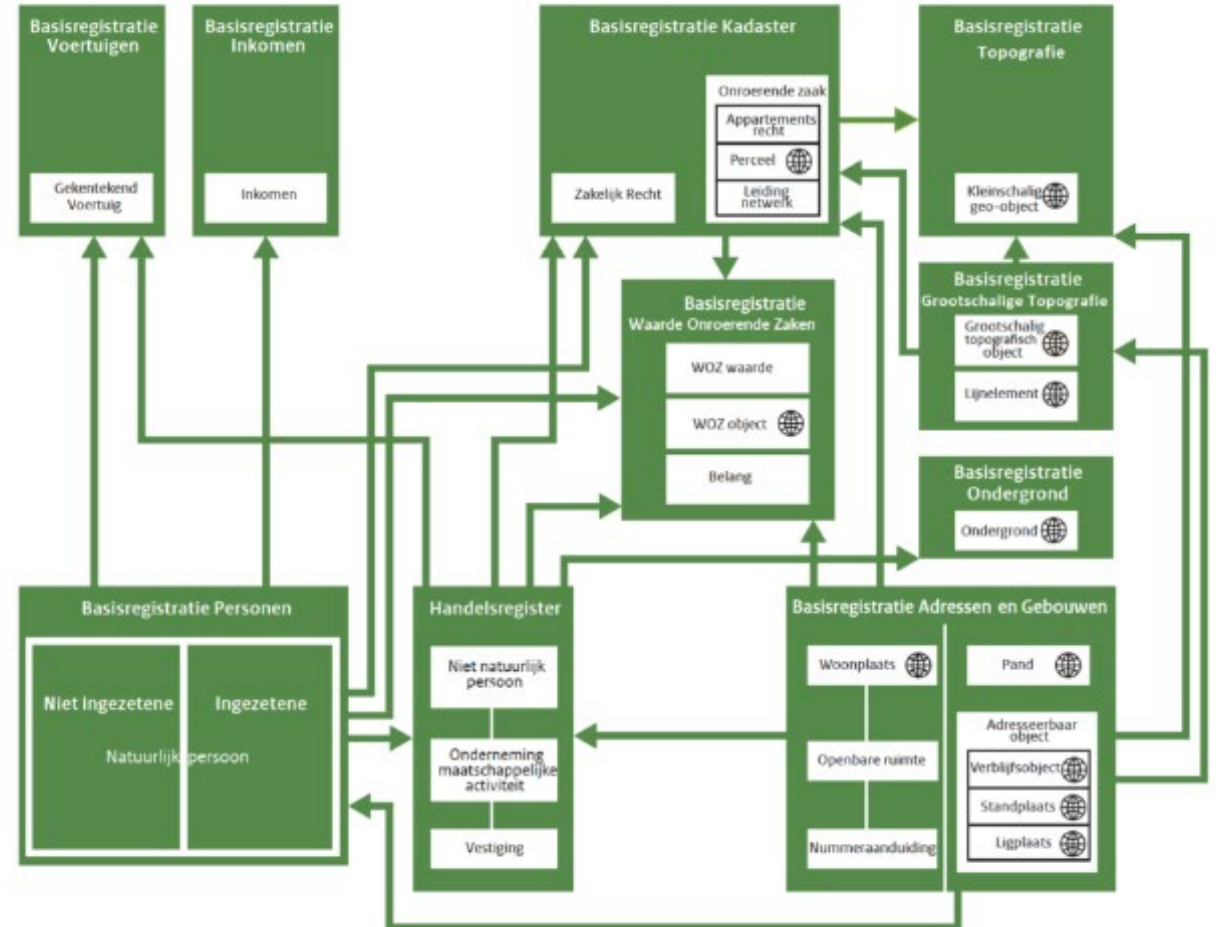 Basisregistratie
Voertuigen
Gekentekend
Voertuig
Basisregistratie
Inkomen
Inkomen
Basisregistratie Kadaster
Zakelijk Recht
Onroerende zaak
Appartements
recht
Perceel
Leiding
netwerk
Basisregistratie
Topografie
Kleinschalig
geo-object
Basisregistratie
Waarde Onroerende Zaken
WOZ waarde
WOZ object
Belang
Basisregistratie
Grootschalige Topografie
Grootschalig
topografisch
object
Lijnelement
Basisregistratie
Ondergrond
Ondergrond
Basisregistratie Personen
Niet Ingezetene
Ingezetene
Natuurlijk persoon
Handelsregister
Niet natuurlijk
persoon
Onderneming
maatschappelijke
activiteit
Vestiging
Basisregistratie Adressen en Gebouwen
Woonplaats
Openbare ruimte
Nummeraanduiding
Pand
Adresseerbaar
object
Verblijfsobject
Standplaats
Ligplaats